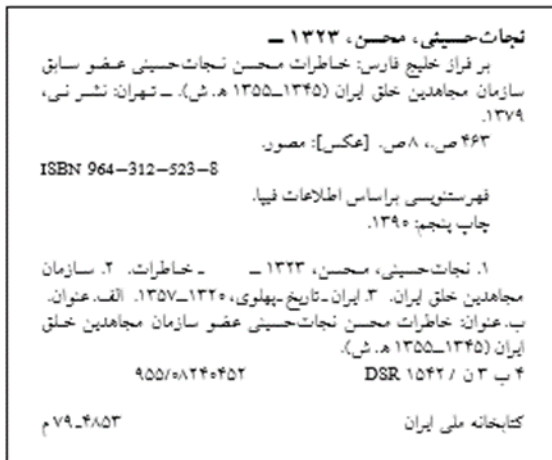 نجات‌حسینی، محسن، ۱۳۲۳ ـ
بر فراز خلیج فارس: خاطرات محسن نجات‌حسینی عضو سابق
سازمان مجاهدین خلق ایران (۱۳۴۵ـ۱۳۵۵ ه‍. ش). ـ تهران: نشر نی،
۱۳۷۹.
۴۶۳ ص.، ۸ ص. [عکس]: مصور.
ISBN 964-312-523-8
فهرستنویسی براساس اطلاعات فیپا.
چاپ پنجم: ۱۳۹۰.
۱. نجات‌حسینی، محسن، ۱۳۲۳ ـ ـ خاطرات. ۲. سازمان
مجاهدین خلق ایران. ۳. ایران ـ تاریخ ـ پهلوی، ۱۳۲۰ـ۱۳۵۷. الف. عنوان.
ب. عنوان: خاطرات محسن نجات‌حسینی عضو سازمان مجاهدین خلق
ایران (۱۳۴۵ـ۱۳۵۵ ه‍. ش).
۴ ب ۳ ن / ۱۵۴۲ DSR ۹۵۵/۰۸۲۴۰۴۵۲
کتابخانه ملی ایران ۴۸۵۳ـ۷۹ م